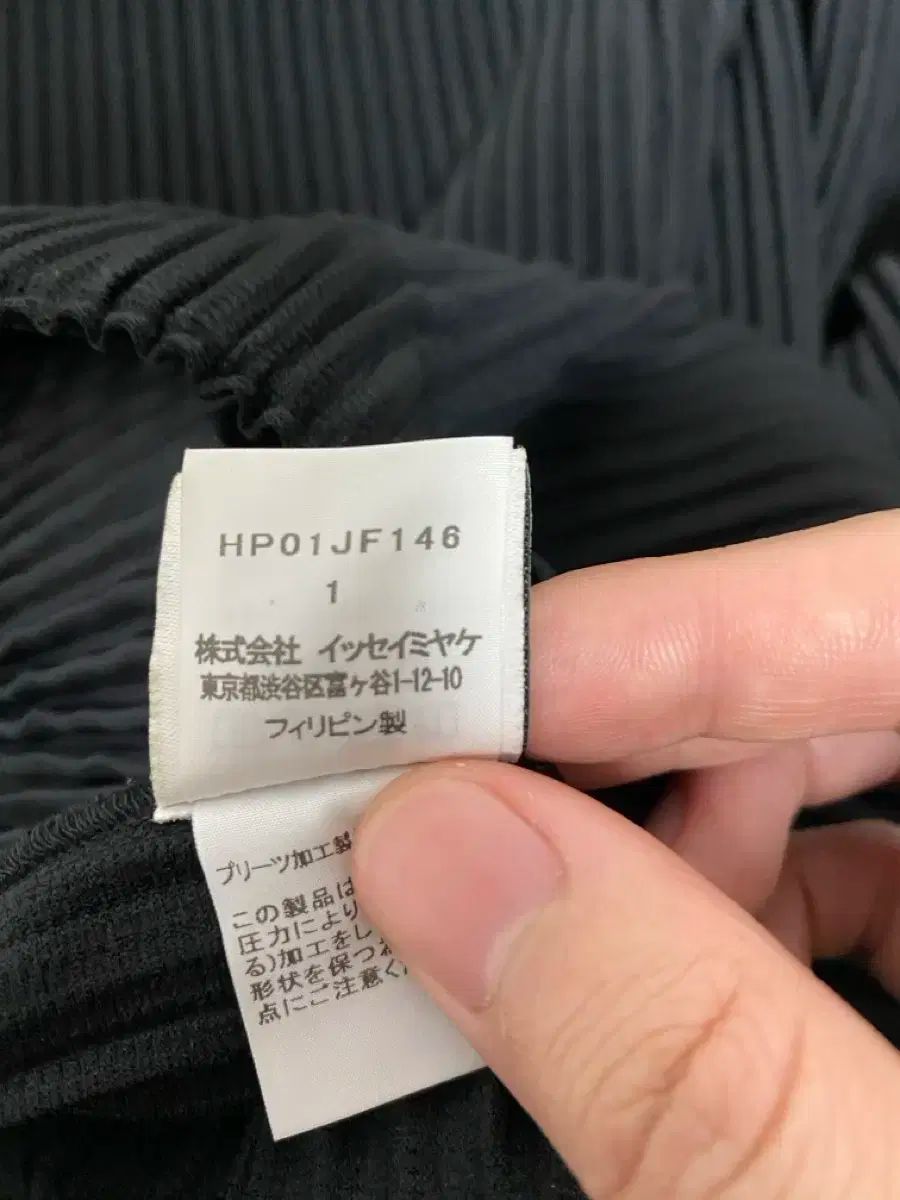 HP01JF146
1
株式会社 イッセイミヤケ
東京都渋谷区富ヶ谷1-12-10
フィリピン製
プリーツ加工製
この製品は
圧力により
る)加工をし
形状を保つ
点にご注意く